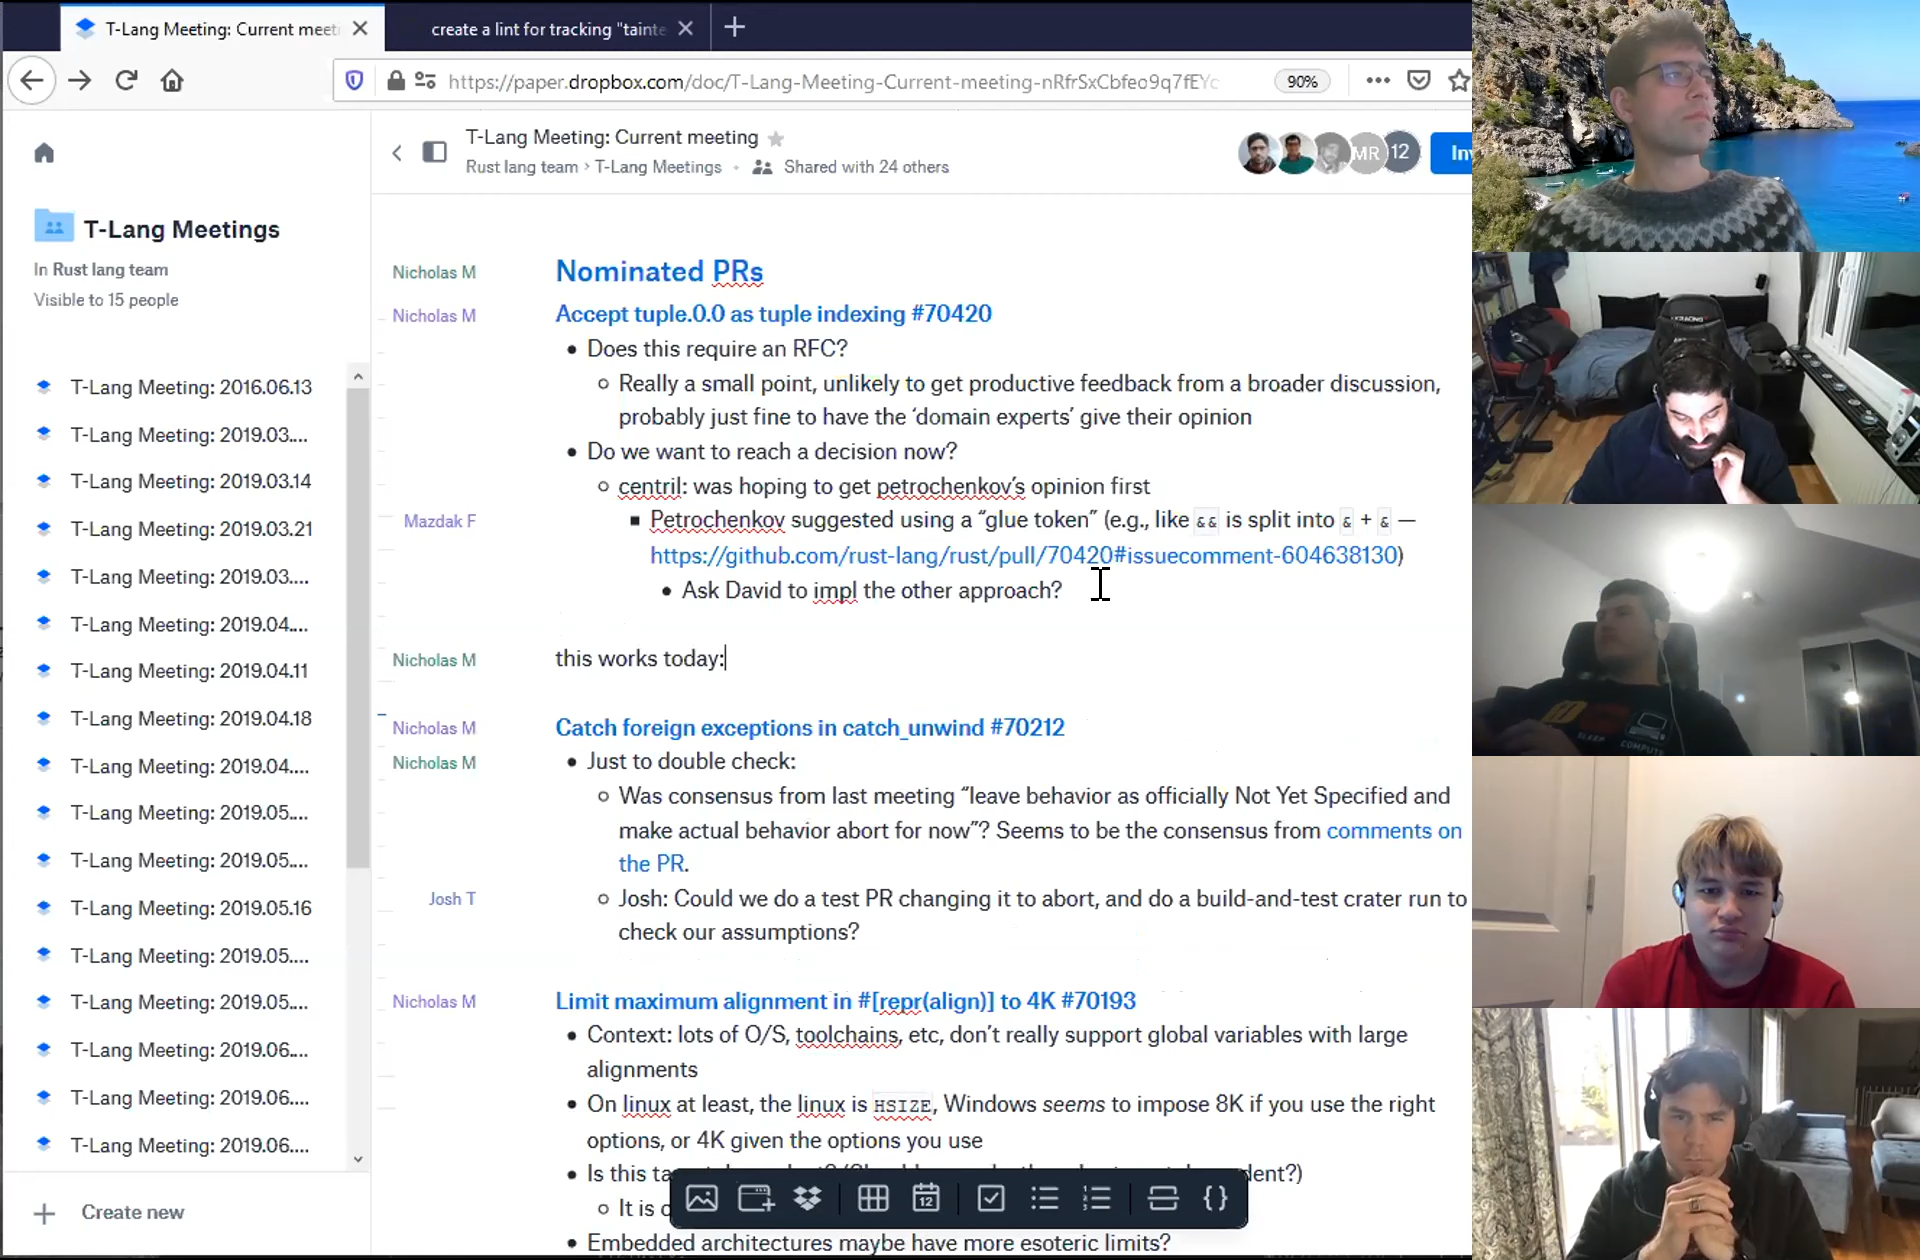 T-Lang Meeting: Current meeti
create a lint for tracking "tainte
https://paper.dropbox.com/doc/T-Lang-Meeting-Current-meeting-nRfrSxCbfeo9q7fEYc
90%
T-Lang Meeting: Current meeting
Rust lang team › T-Lang Meetings • Shared with 24 others
MR
12
Inv
T-Lang Meetings
In Rust lang team
Visible to 15 people
T-Lang Meeting: 2016.06.13
T-Lang Meeting: 2019.03....
T-Lang Meeting: 2019.03.14
T-Lang Meeting: 2019.03.21
T-Lang Meeting: 2019.03....
T-Lang Meeting: 2019.04....
T-Lang Meeting: 2019.04.11
T-Lang Meeting: 2019.04.18
T-Lang Meeting: 2019.04....
T-Lang Meeting: 2019.05....
T-Lang Meeting: 2019.05....
T-Lang Meeting: 2019.05.16
T-Lang Meeting: 2019.05....
T-Lang Meeting: 2019.05....
T-Lang Meeting: 2019.06....
T-Lang Meeting: 2019.06....
T-Lang Meeting: 2019.06....
Create new
Nicholas M Nominated PRs
Nicholas M Accept tuple.0.0 as tuple indexing #70420
• Does this require an RFC?
○ Really a small point, unlikely to get productive feedback from a broader discussion,
probably just fine to have the ‘domain experts’ give their opinion
• Do we want to reach a decision now?
○ centril: was hoping to get petrochenkov’s opinion first
Mazdak F ▪ Petrochenkov suggested using a “glue token” (e.g., like && is split into & + & —
https://github.com/rust-lang/rust/pull/70420#issuecomment-604638130)
• Ask David to impl the other approach?
Nicholas M this works today:
Nicholas M Catch foreign exceptions in catch_unwind #70212
Nicholas M • Just to double check:
○ Was consensus from last meeting “leave behavior as officially Not Yet Specified and
make actual behavior abort for now”? Seems to be the consensus from comments on
the PR.
Josh T ○ Josh: Could we do a test PR changing it to abort, and do a build-and-test crater run to
check our assumptions?
Nicholas M Limit maximum alignment in #[repr(align)] to 4K #70193
• Context: lots of O/S, toolchains, etc, don’t really support global variables with large
alignments
• On linux at least, the linux is HSIZE, Windows seems to impose 8K if you use the right
options, or 4K given the options you use
• Is this ta
dent?)
○ It is
12
• Embedded architectures maybe have more esoteric limits?
SLEEP
COMPUTE